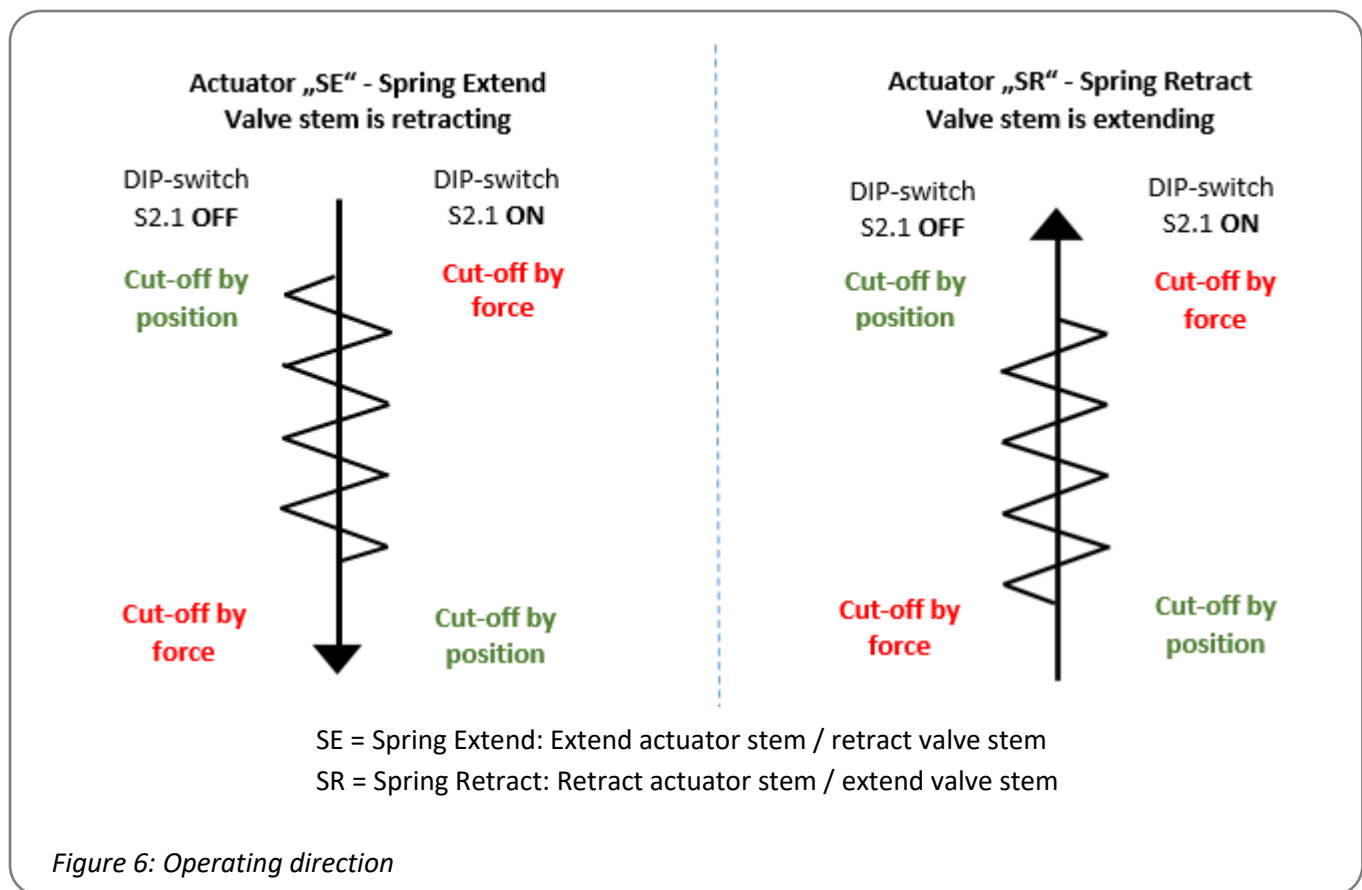 Actuator „SE“ - Spring Extend
Valve stem is retracting
DIP-switch
S2.1 OFF
DIP-switch
S2.1 ON
Cut-off by
position
Cut-off by
force
Cut-off by
force
Cut-off by
position
Actuator „SR“ - Spring Retract
Valve stem is extending
DIP-switch
S2.1 OFF
DIP-switch
S2.1 ON
Cut-off by
position
Cut-off by
force
Cut-off by
force
Cut-off by
position
SE = Spring Extend: Extend actuator stem / retract valve stem
SR = Spring Retract: Retract actuator stem / extend valve stem
Figure 6: Operating direction